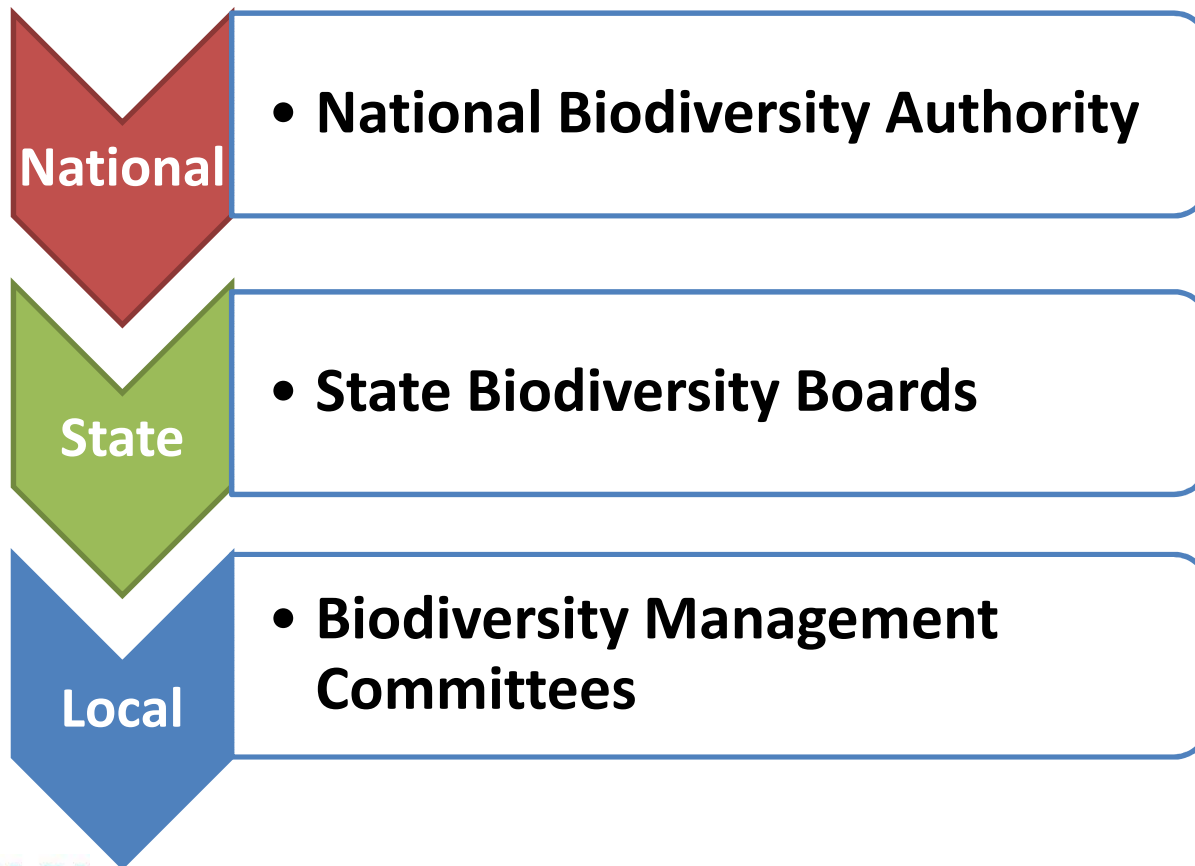 National
• National Biodiversity Authority
State
• State Biodiversity Boards
Local
• Biodiversity Management
Committees